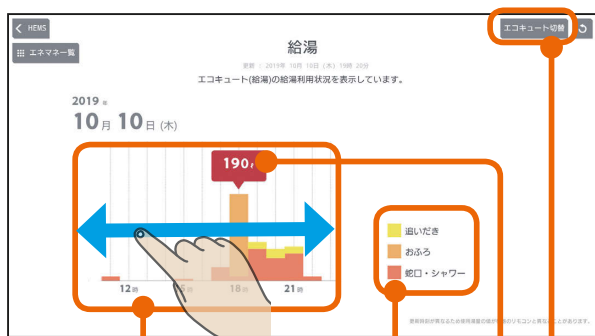 HEMS
エコキュート切替
エネマネ一覧
給湯
更新 : 2019年 10月 10日 (木) 19時 20分
エコキュート(給湯)の給湯利用状況を表示しています。
2019 年
10月 10日 (木)
190ℓ
追いだき
おふろ
蛇口・シャワー
12時
18時
21時